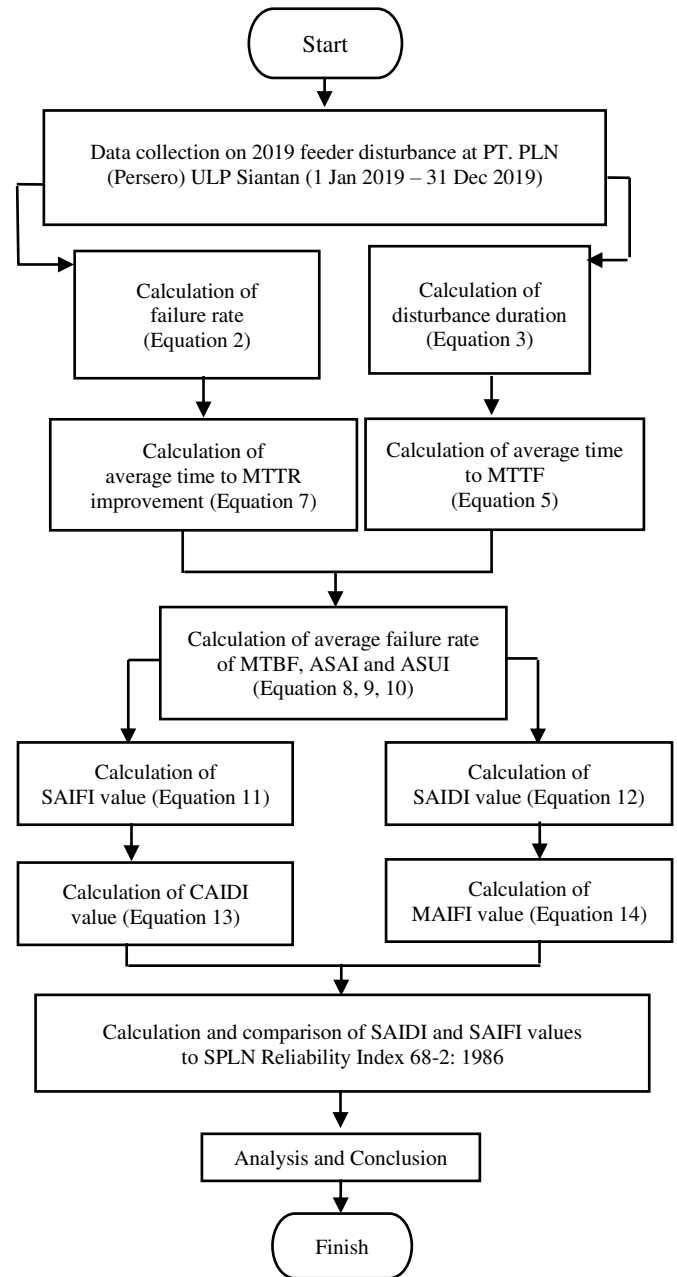 Start
Data collection on 2019 feeder disturbance at PT. PLN
(Persero) ULP Siantan (1 Jan 2019 – 31 Dec 2019)
Calculation of
failure rate
(Equation 2)
Calculation of
disturbance duration
(Equation 3)
Calculation of
average time to MTTR
improvement (Equation 7)
Calculation of average time
to MTTF
(Equation 5)
Calculation of average failure rate
of MTBF, ASAI and ASUI
(Equation 8, 9, 10)
Calculation of
SAIFI value (Equation 11)
Calculation of
SAIDI value (Equation 12)
Calculation of CAIDI
value (Equation 13)
Calculation of
MAIFI value (Equation 14)
Calculation and comparison of SAIDI and SAIFI values
to SPLN Reliability Index 68-2: 1986
Analysis and Conclusion
Finish